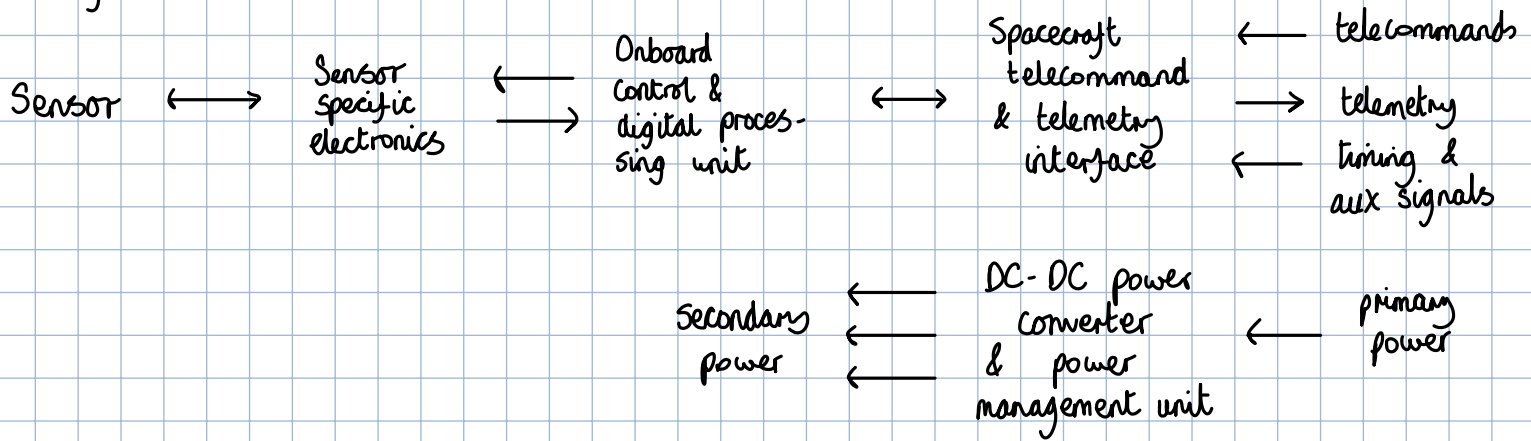 Sensor
Sensor
specific
electronics
Onboard
control &
digital proces-
sing unit
Spacecraft
telecommand
& telemetry
interface
telecommands
telemetry
timing &
aux signals
secondary
power
DC-DC power
converter
& power
management unit
primary
power